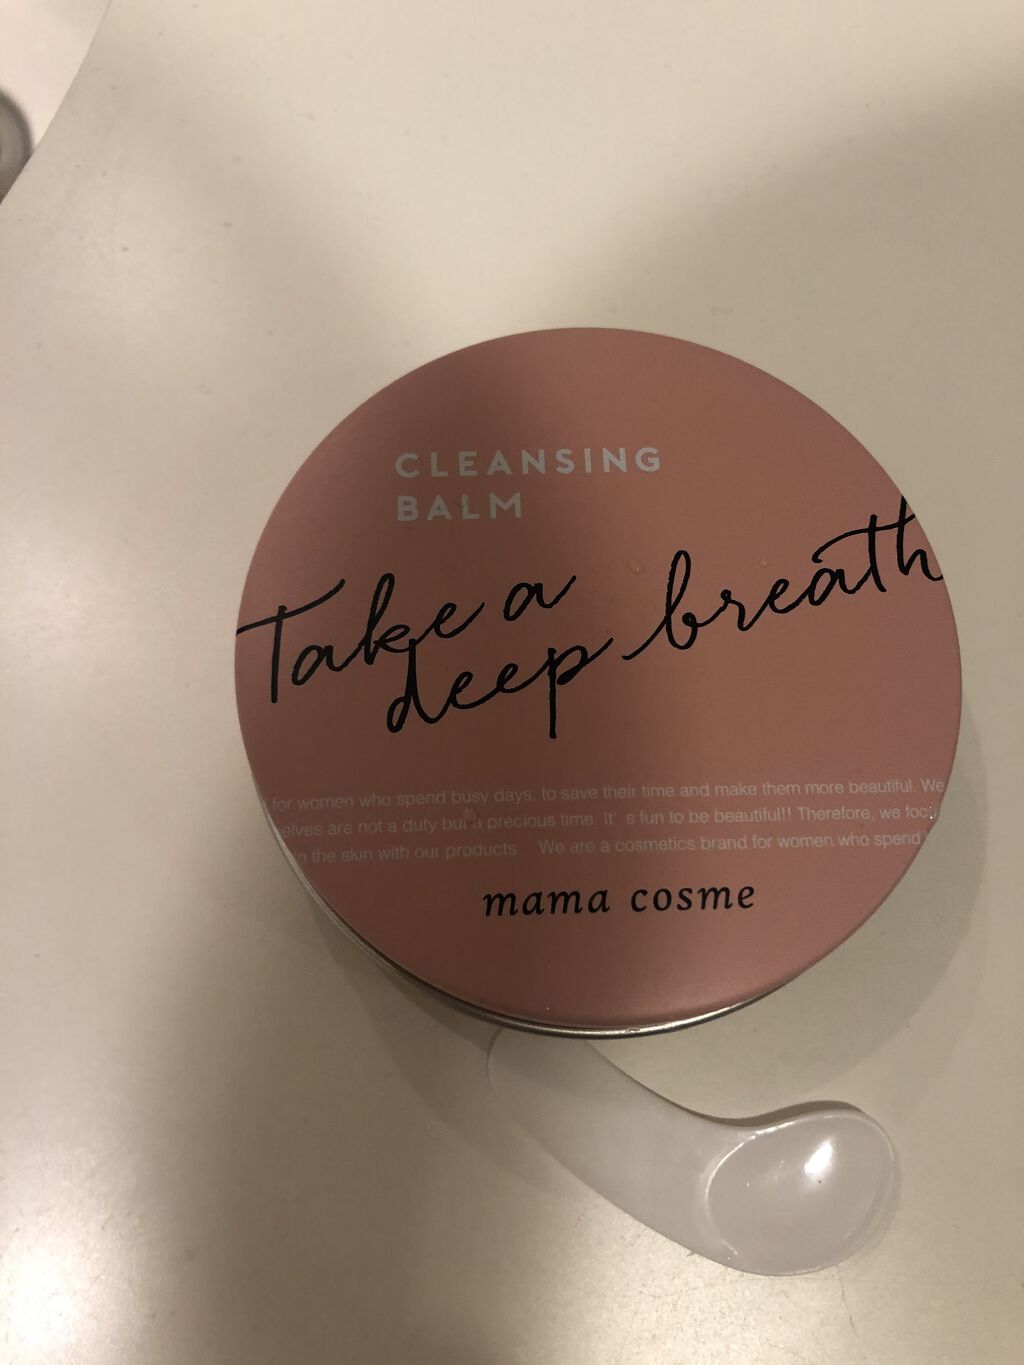 CLEANSING
BALM
Take a
deep breath
for women who spend busy days, to save their time and make them more beautiful. We
elves are not a duty but a precious time. It's fun to be beautiful!! Therefore, we foc
the skin with our products. We are a cosmetics brand for women who spend
mama cosme